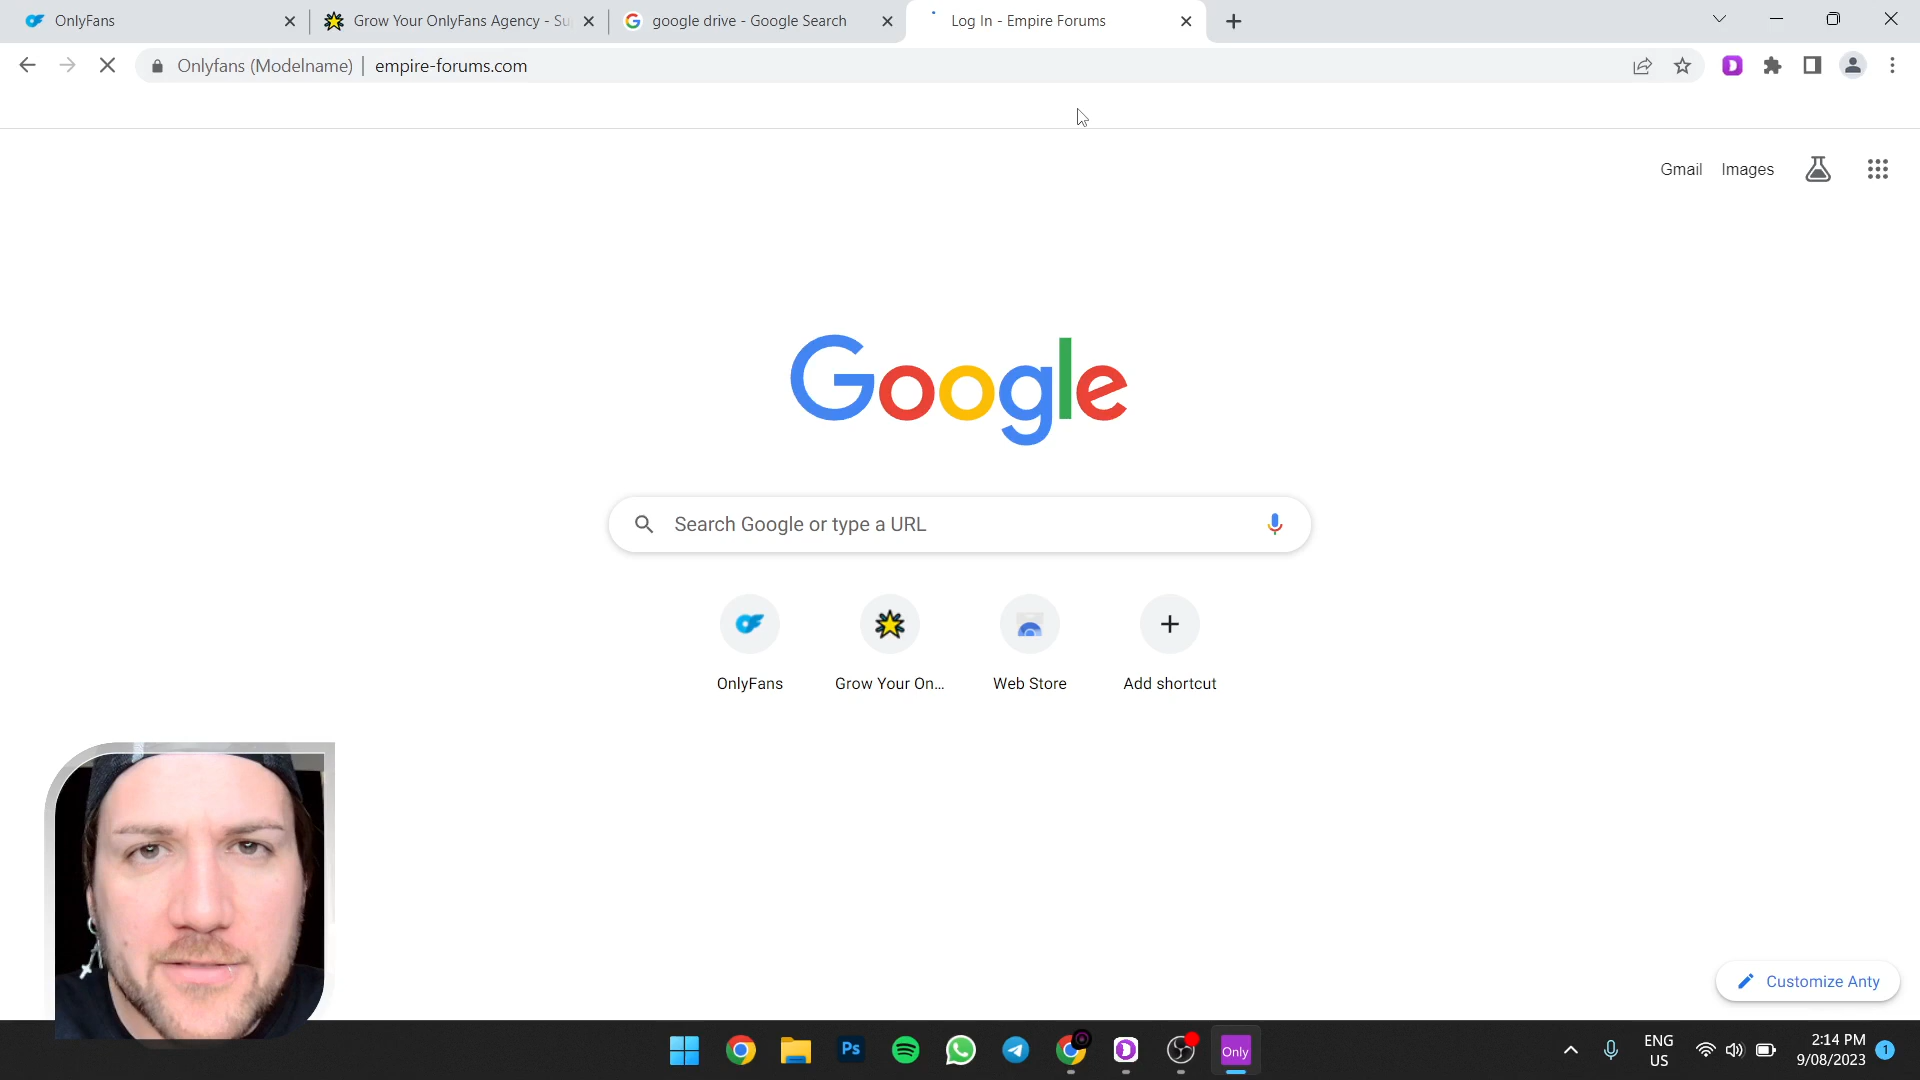 OnlyFans
Grow Your OnlyFans Agency - Su
google drive - Google Search
Log In - Empire Forums
Onlyfans (Modelname) | empire-forums.com
Gmail Images
Google
Search Google or type a URL
OnlyFans
Grow Your On...
Web Store
Add shortcut
Customize Anty
Ps
Only
ENG
US
2:14 PM
9/08/2023
1